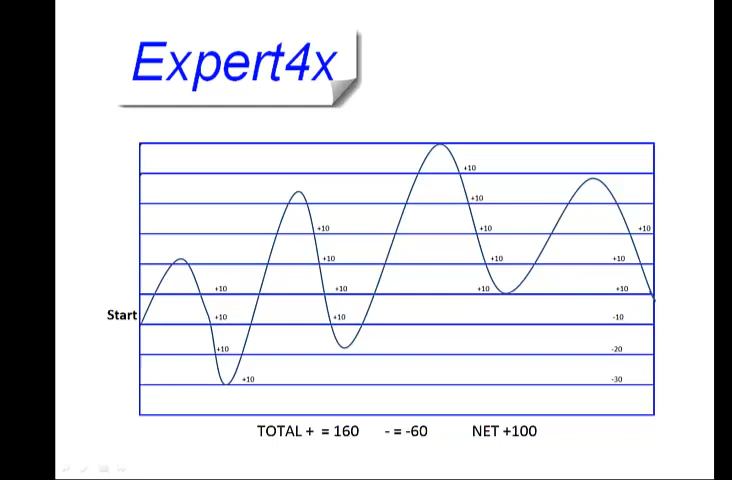 Expert4x
+10
+10
+10 +10 +10
+10 +10 +10
+10 +10 +10 +10
Start +10 +10 -10
+10 -20
+10 -30
TOTAL + = 160 - = -60 NET +100